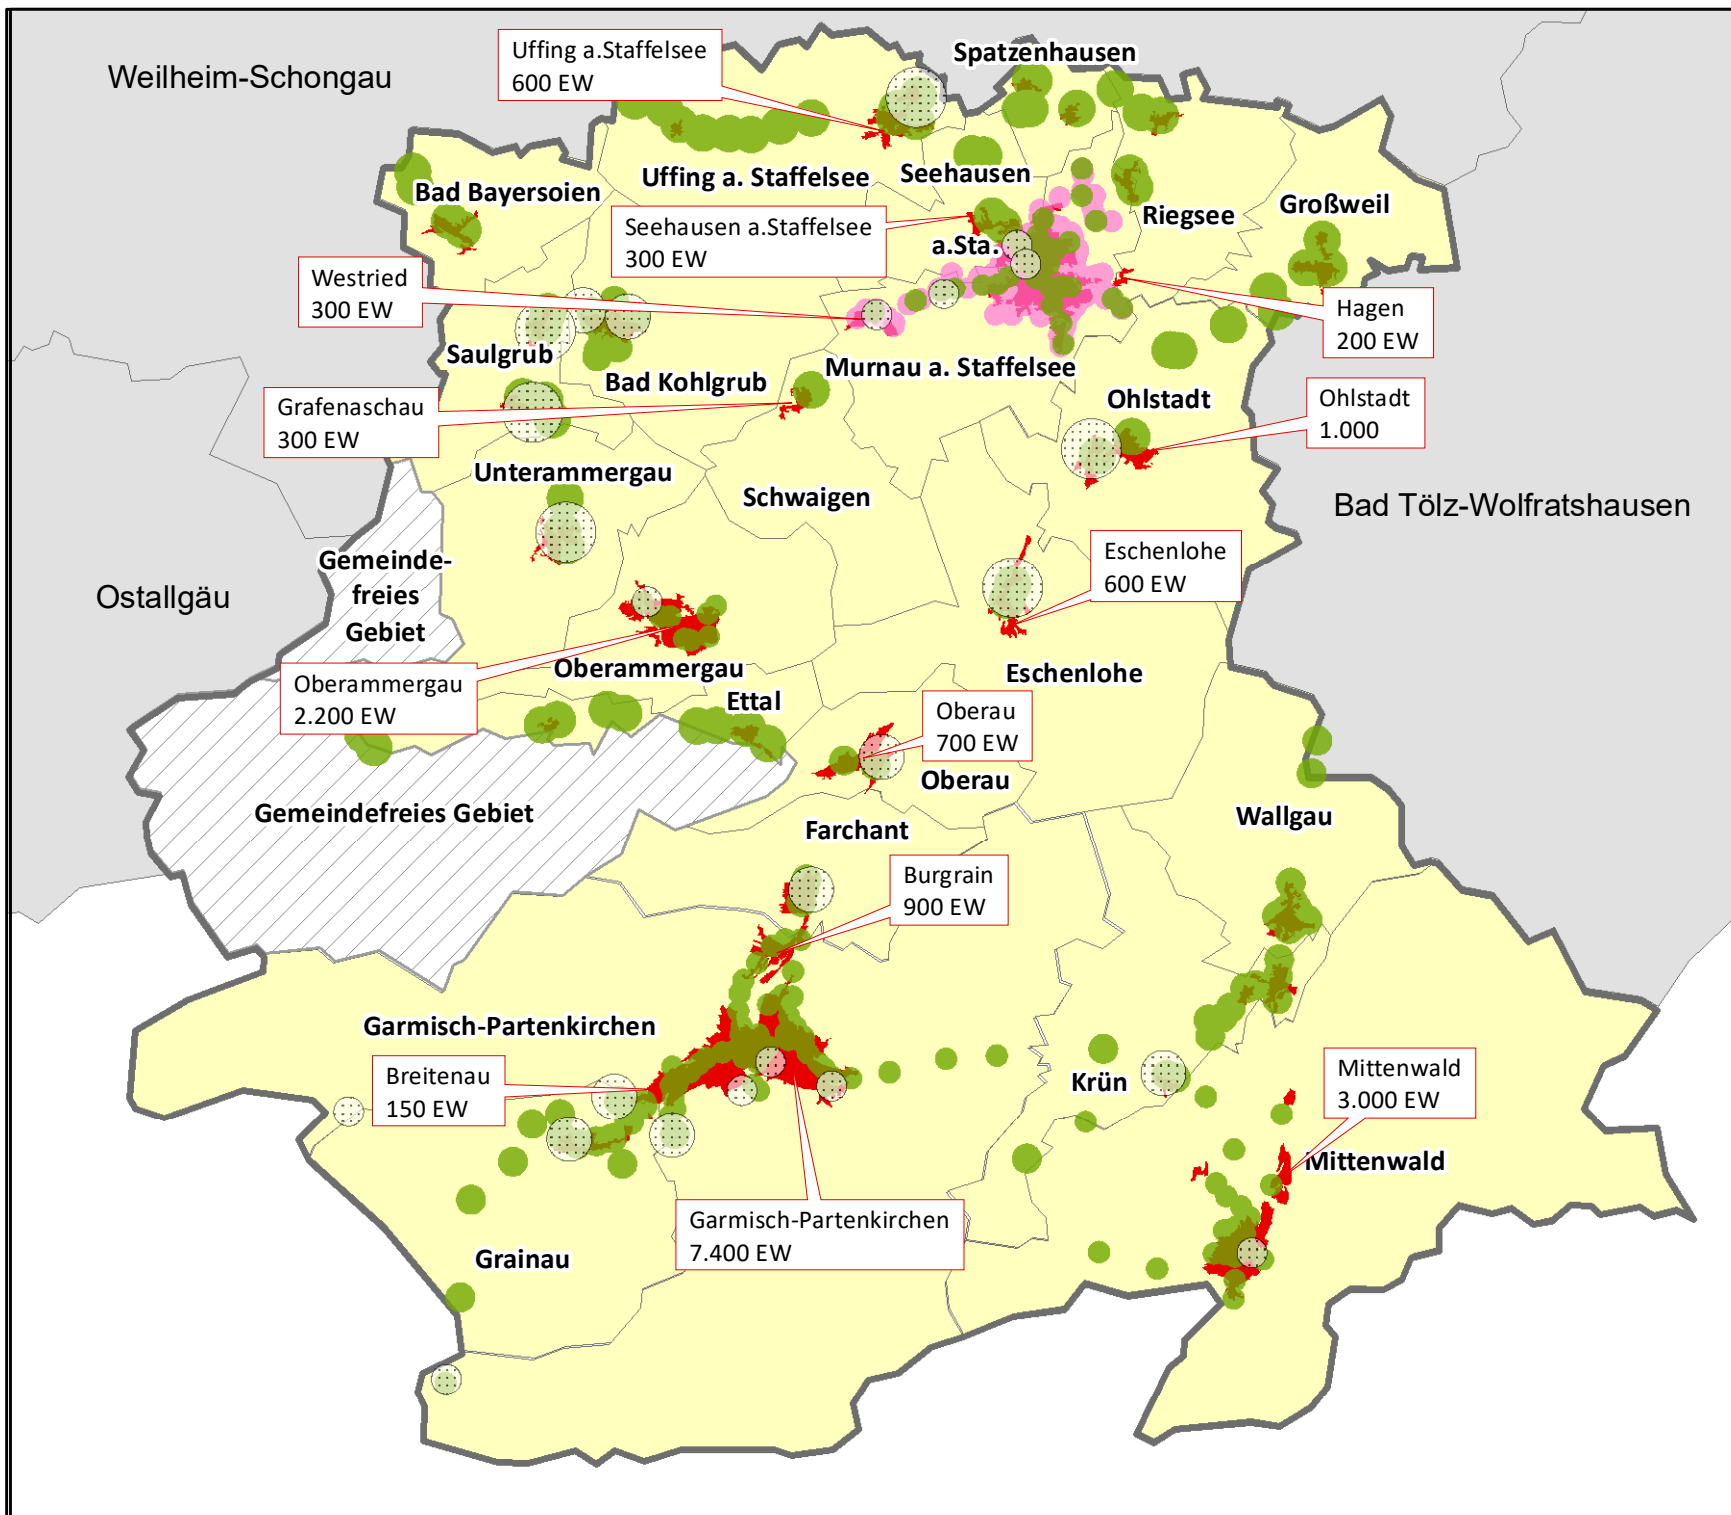 Uffing a.Staffelsee
600 EW
Spatzenhausen
Weilheim-Schongau
Uffing a. Staffelsee
Seehausen
a.Sta.
Bad Bayersoien
Riegsee
Großweil
Seehausen a.Staffelsee
300 EW
Westried
300 EW
Hagen
200 EW
Saulgrub
Bad Kohlgrub
Murnau a. Staffelsee
Grafenaschau
300 EW
Ohlstadt
Ohlstadt
1.000
Unterammergau
Schwaigen
Bad Tölz-Wolfratshausen
Gemeinde-
freies
Gebiet
Ostallgäu
Eschenlohe
600 EW
Oberammergau
Eschenlohe
Oberammergau
2.200 EW
Ettal
Oberau
700 EW
Oberau
Gemeindefreies Gebiet
Farchant
Wallgau
Burgrain
900 EW
Garmisch-Partenkirchen
Breitenau
150 EW
Krün
Mittenwald
3.000 EW
Mittenwald
Garmisch-Partenkirchen
7.400 EW
Grainau